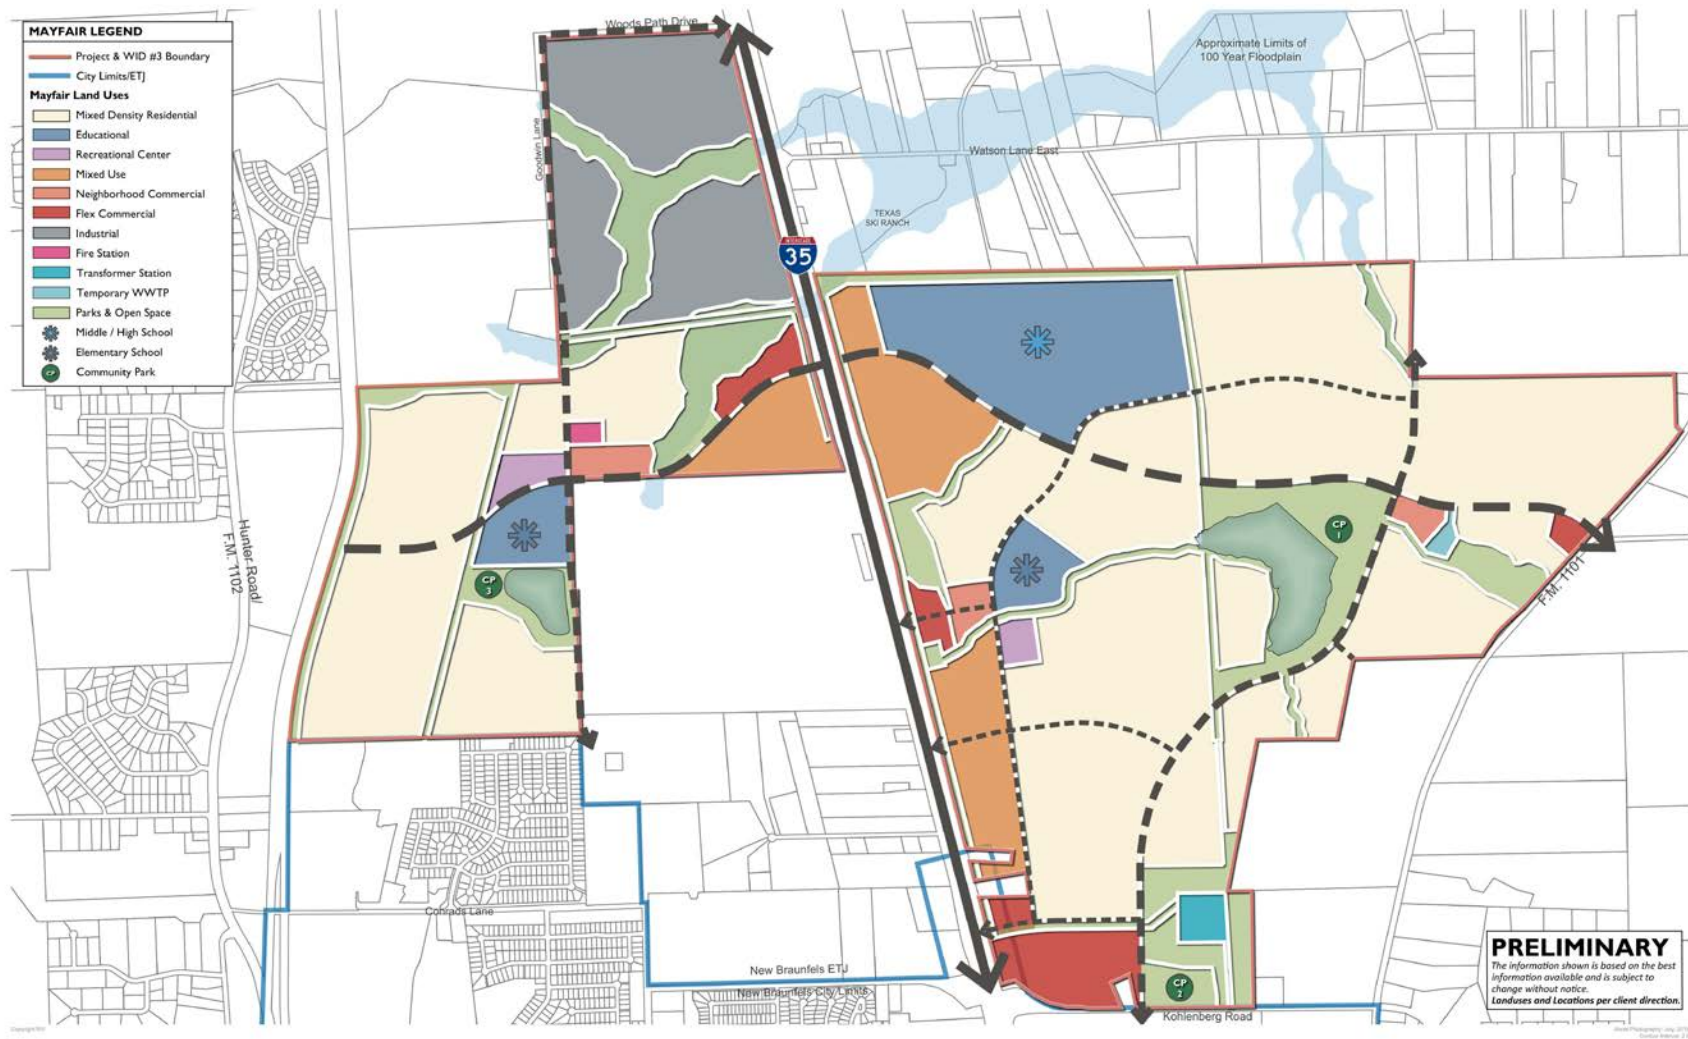 MAYFAIR LEGEND
Project & WID #3 Boundary
City Limits/ETJ
Mayfair Land Uses
Mixed Density Residential
Educational
Recreational Center
Mixed Use
Neighborhood Commercial
Flex Commercial
Industrial
Fire Station
Transformer Station
Temporary WWTP
Parks & Open Space
Middle / High School
Elementary School
CP Community Park
Woods Path Drive
Goodwin Lane
Approximate Limits of
100 Year Floodplain
Watson Lane East
TEXAS
SKI RANCH
INTERSTATE
35
Hunter Road/
F.M. 1102
CP
3
CP
1
F.M. 1101
Conrads Lane
New Braunfels ETJ
New Braunfels City Limits
CP
2
Kohlenberg Road
PRELIMINARY
The information shown is based on the best
information available and is subject to
change without notice.
Landuses and Locations per client direction.